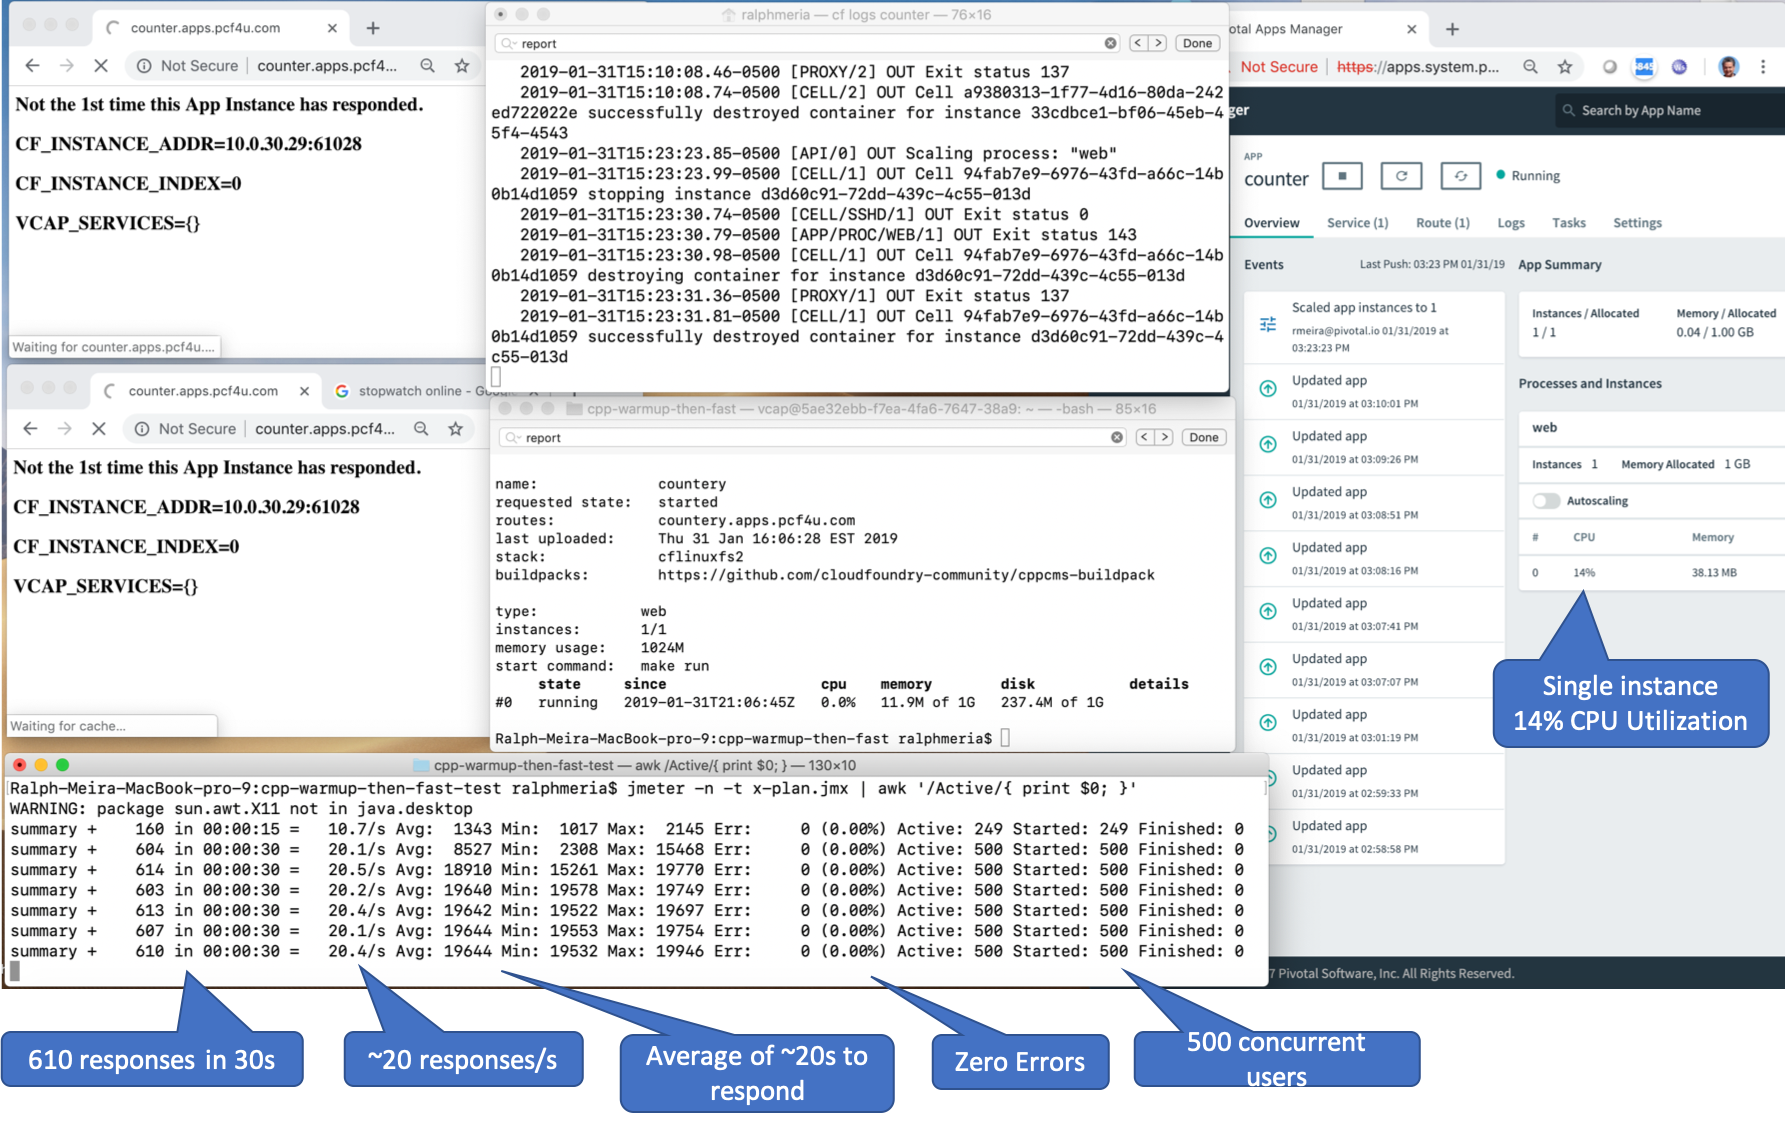 counter.apps.pcf4u.com
Not Secure | counter.apps.pcf4...
Not the 1st time this App Instance has responded.
CF_INSTANCE_ADDR=10.0.30.29:61028
CF_INSTANCE_INDEX=0
VCAP_SERVICES={}
Waiting for counter.apps.pcf4u....
counter.apps.pcf4u.com
stopwatch online - G
Not Secure | counter.apps.pcf4...
Not the 1st time this App Instance has responded.
CF_INSTANCE_ADDR=10.0.30.29:61028
CF_INSTANCE_INDEX=0
VCAP_SERVICES={}
Waiting for cache...
ralphmeria — cf logs counter — 76×16
report
Done
2019-01-31T15:10:08.46-0500 [PROXY/2] OUT Exit status 137
2019-01-31T15:10:08.74-0500 [CELL/2] OUT Cell a9380313-1f77-4d16-80da-242
ed722022e successfully destroyed container for instance 33cdbce1-bf06-45eb-4
5f4-4543
2019-01-31T15:23:23.85-0500 [API/0] OUT Scaling process: "web"
2019-01-31T15:23:23.99-0500 [CELL/1] OUT Cell 94fab7e9-6976-43fd-a66c-14b
0b14d1059 stopping instance d3d60c91-72dd-439c-4c55-013d
2019-01-31T15:23:30.74-0500 [CELL/SSHD/1] OUT Exit status 0
2019-01-31T15:23:30.79-0500 [APP/PROC/WEB/1] OUT Exit status 143
2019-01-31T15:23:30.98-0500 [CELL/1] OUT Cell 94fab7e9-6976-43fd-a66c-14b
0b14d1059 destroying container for instance d3d60c91-72dd-439c-4c55-013d
2019-01-31T15:23:31.36-0500 [PROXY/1] OUT Exit status 137
2019-01-31T15:23:31.81-0500 [CELL/1] OUT Cell 94fab7e9-6976-43fd-a66c-14b
0b14d1059 successfully destroyed container for instance d3d60c91-72dd-439c-4
c55-013d
cpp-warmup-then-fast — vcap@5ae32ebb-f7ea-4fa6-7647-38a9: ~ — -bash — 85×16
report
Done
name: countery
requested state: started
routes: countery.apps.pcf4u.com
last uploaded: Thu 31 Jan 16:06:28 EST 2019
stack: cflinuxfs2
buildpacks: https://github.com/cloudfoundry-community/cppcms-buildpack
type: web
instances: 1/1
memory usage: 1024M
start command: make run
state since cpu memory disk details
#0 running 2019-01-31T21:06:45Z 0.0% 11.9M of 1G 237.4M of 1G
Ralph-Meira-MacBook-pro-9:cpp-warmup-then-fast ralphmeria$
otal Apps Manager
Not Secure | https://apps.system.p...
ger
Search by App Name
APP
counter
Running
Overview Service (1) Route (1) Logs Tasks Settings
Events Last Push: 03:23 PM 01/31/19
Scaled app instances to 1
rmeira@pivotal.io 01/31/2019 at
03:23:23 PM
Updated app
01/31/2019 at 03:10:01 PM
Updated app
01/31/2019 at 03:09:26 PM
Updated app
01/31/2019 at 03:08:51 PM
Updated app
01/31/2019 at 03:08:16 PM
Updated app
01/31/2019 at 03:07:41 PM
Updated app
01/31/2019 at 03:07:07 PM
Updated app
01/31/2019 at 03:01:19 PM
Updated app
01/31/2019 at 02:59:33 PM
Updated app
01/31/2019 at 02:58:58 PM
App Summary
Instances / Allocated Memory / Allocated
1 / 1 0.04 / 1.00 GB
Processes and Instances
web
Instances 1 Memory Allocated 1 GB
Autoscaling
# CPU Memory
0 14% 38.13 MB
Single instance
14% CPU Utilization
7 Pivotal Software, Inc. All Rights Reserved.
cpp-warmup-then-fast-test — awk /Active/{ print $0; } — 130×10
[Ralph-Meira-MacBook-pro-9:cpp-warmup-then-fast-test ralphmeria$ jmeter -n -t x-plan.jmx | awk '/Active/{ print $0; }' ]
WARNING: package sun.awt.X11 not in java.desktop
summary + 160 in 00:00:15 = 10.7/s Avg: 1343 Min: 1017 Max: 2145 Err: 0 (0.00%) Active: 249 Started: 249 Finished: 0
summary + 604 in 00:00:30 = 20.1/s Avg: 8527 Min: 2308 Max: 15468 Err: 0 (0.00%) Active: 500 Started: 500 Finished: 0
summary + 614 in 00:00:30 = 20.5/s Avg: 18910 Min: 15261 Max: 19770 Err: 0 (0.00%) Active: 500 Started: 500 Finished: 0
summary + 603 in 00:00:30 = 20.2/s Avg: 19640 Min: 19578 Max: 19749 Err: 0 (0.00%) Active: 500 Started: 500 Finished: 0
summary + 613 in 00:00:30 = 20.4/s Avg: 19642 Min: 19522 Max: 19697 Err: 0 (0.00%) Active: 500 Started: 500 Finished: 0
summary + 607 in 00:00:30 = 20.1/s Avg: 19644 Min: 19553 Max: 19754 Err: 0 (0.00%) Active: 500 Started: 500 Finished: 0
summary + 610 in 00:00:30 = 20.4/s Avg: 19644 Min: 19532 Max: 19946 Err: 0 (0.00%) Active: 500 Started: 500 Finished: 0
610 responses in 30s
~20 responses/s
Average of ~20s to
respond
Zero Errors
500 concurrent
users